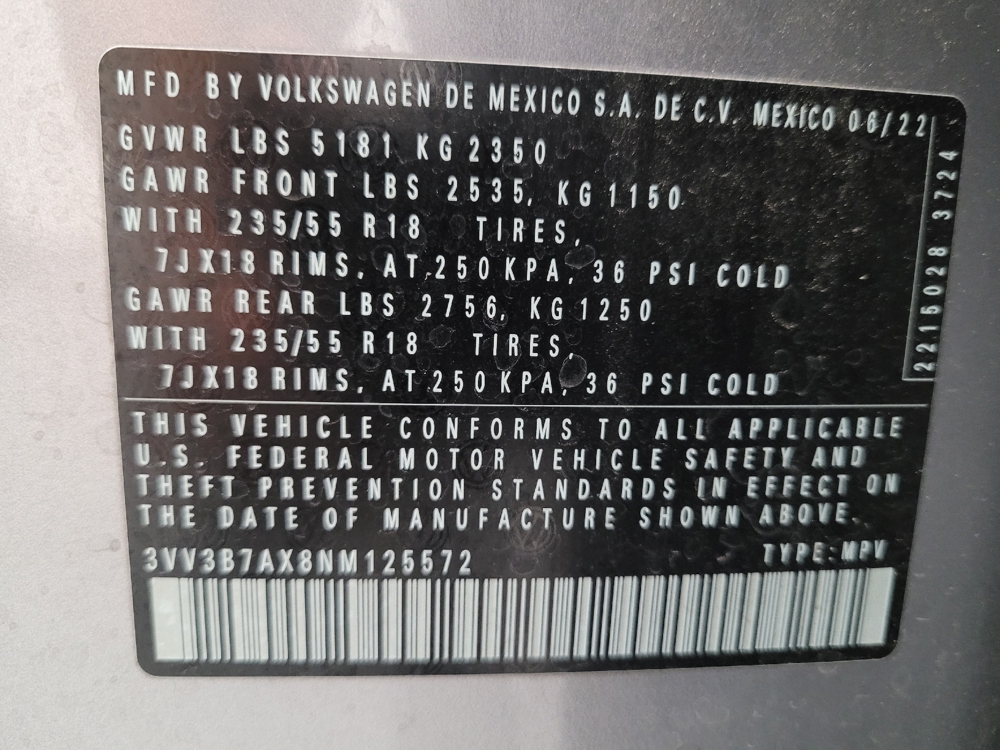 MFD BY VOLKSWAGEN DE MEXICO S.A. DE C.V. MEXICO 06/22
GVWR LBS 5181 KG 2350
GAWR FRONT LBS 2535, KG 1150
WITH 235/55 R18 TIRES,
7JX18 RIMS, AT 250 KPA, 36 PSI COLD
GAWR REAR LBS 2756, KG 1250
WITH 235/55 R18 TIRES,
7JX18 RIMS, AT 250 KPA, 36 PSI COLD
2215028 3724
THIS VEHICLE CONFORMS TO ALL APPLICABLE
U.S. FEDERAL MOTOR VEHICLE SAFETY AND
THEFT PREVENTION STANDARDS IN EFFECT ON
THE DATE OF MANUFACTURE SHOWN ABOVE.
3VV3B7AX8NM125572 TYPE: MPV